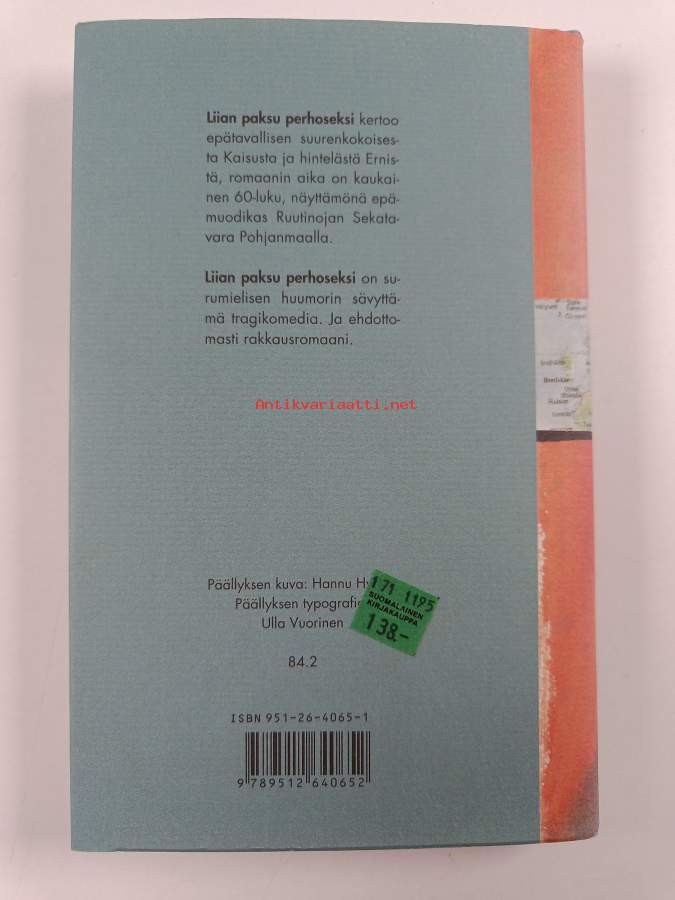 Liian paksu perhoseksi kertoo
epätavallisen suurenkokoises-
ta Kaisusta ja hintelästä Ernis-
tä, romaanin aika on kaukai-
nen 60-luku, näyttämönä epä-
muodikas Ruutinojan Sekata-
vara Pohjanmaalla.
Liian paksu perhoseksi on su-
rumielisen huumorin sävyttä-
mä tragikomedia. Ja ehdotto-
masti rakkausromaani.
Antikvariaatti.net
Päällyksen kuva: Hannu
Päällyksen
Ulla Vuorinen
171 1195
SUOMALAINEN
KIRJAKAUPPA
138.-
84.2
ISBN 951-26-4065-1
9 789512 640652